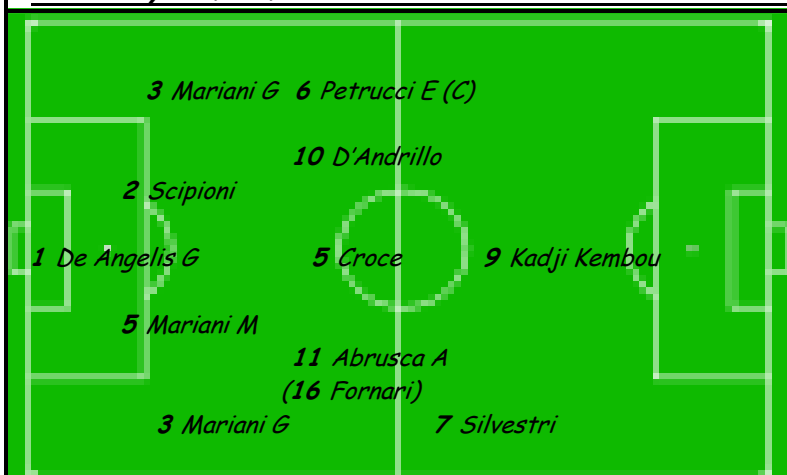 3 Mariani G 6 Petrucci E (C)
10 D'Andrillo
2 Scipioni
1 De Angelis G 5 Croce 9 Kadji Kembou
5 Mariani M
11 Abrusca A
(16 Fornari)
3 Mariani G 7 Silvestri